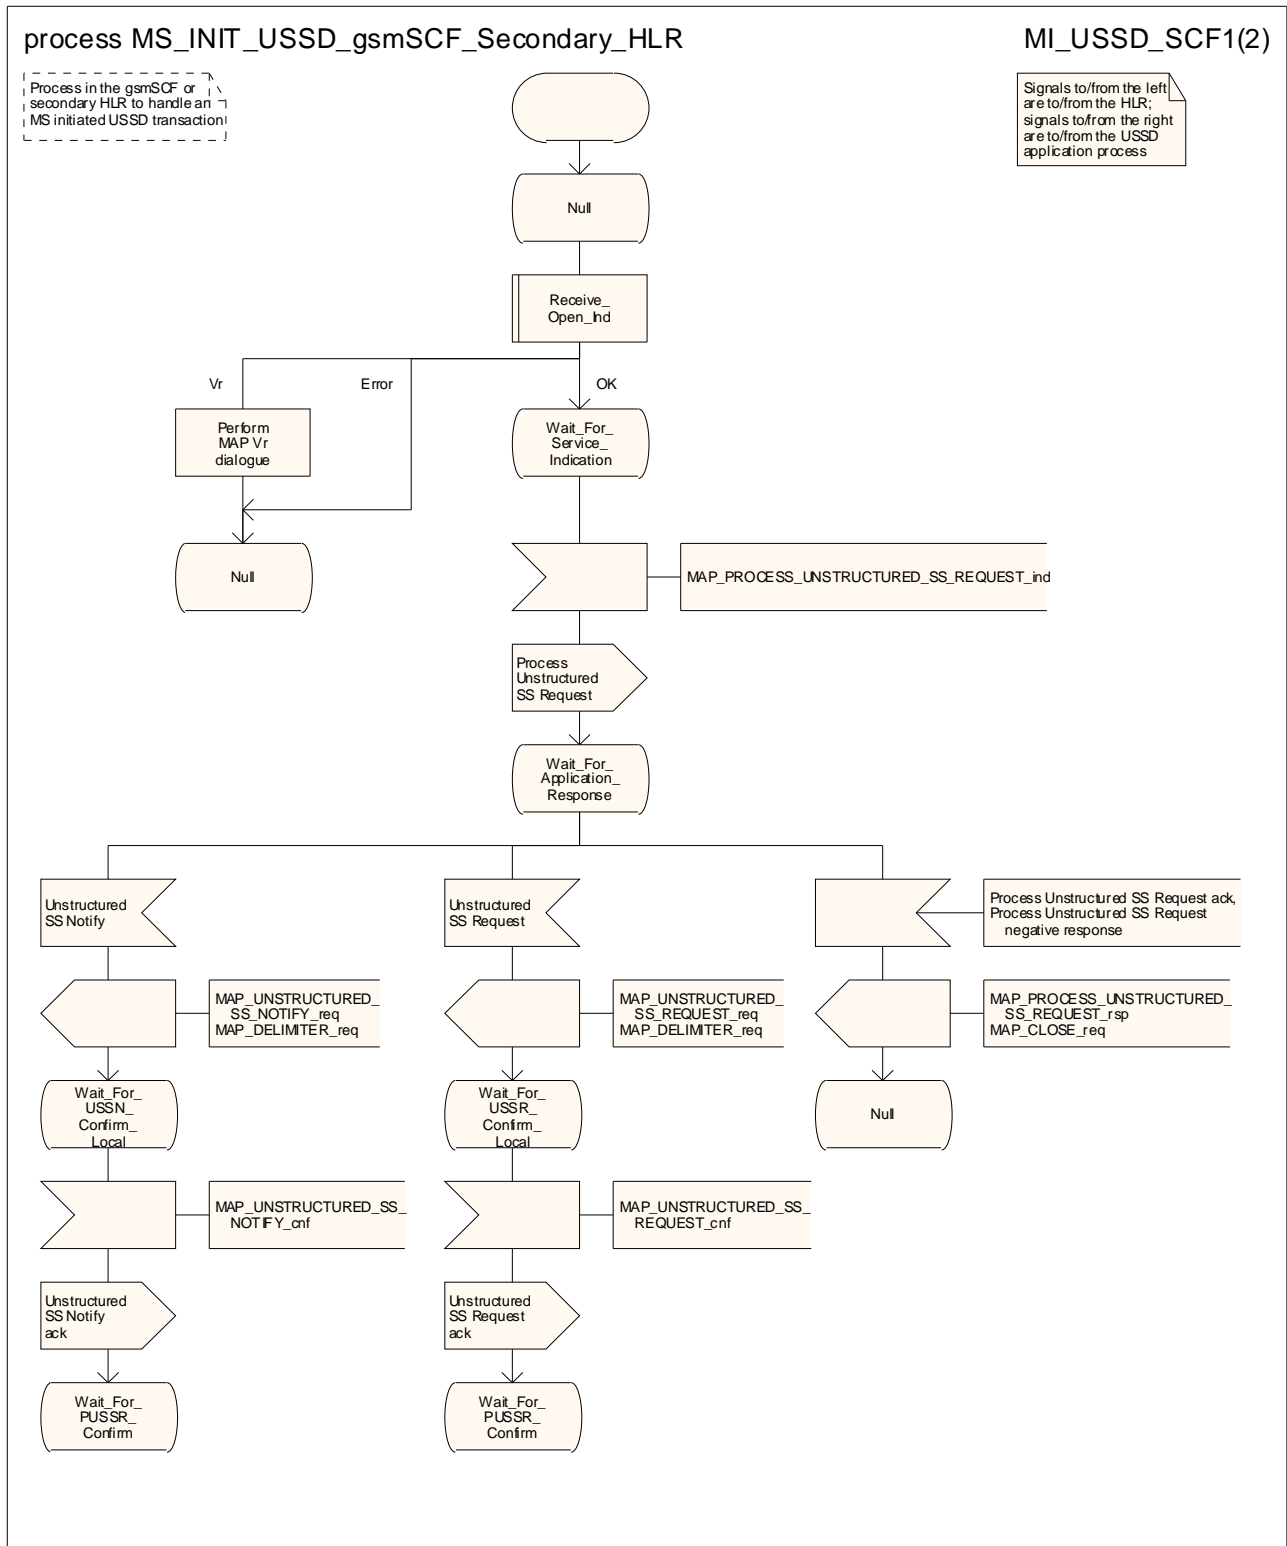 process MS_INIT_USSD_gsmSCF_Secondary_HLR
MI_USSD_SCF1(2)
Process in the gsmSCF or
secondary HLR to handle an
MS initiated USSD transaction
Signals to/from the left
are to/from the HLR;
signals to/from the right
are to/from the USSD
application process
Null
Receive_
Open_Ind
Vr
Error
OK
Perform
MAP Vr
dialogue
Wait_For_
Service_
Indication
Null
MAP_PROCESS_UNSTRUCTURED_SS_REQUEST_ind
Process
Unstructured
SS Request
Wait_For_
Application_
Response
Unstructured
SS Notify
Unstructured
SS Request
Process Unstructured SS Request ack,
Process Unstructured SS Request
negative response
MAP_UNSTRUCTURED_
SS_NOTIFY_req
MAP_DELIMITER_req
MAP_UNSTRUCTURED_
SS_REQUEST_req
MAP_DELIMITER_req
MAP_PROCESS_UNSTRUCTURED_
SS_REQUEST_rsp
MAP_CLOSE_req
Wait_For_
USSN_
Confirm_
Local
Wait_For_
USSR_
Confirm_
Local
Null
MAP_UNSTRUCTURED_SS_
NOTIFY_cnf
MAP_UNSTRUCTURED_SS_
REQUEST_cnf
Unstructured
SS Notify
ack
Unstructured
SS Request
ack
Wait_For_
PUSSR_
Confirm
Wait_For_
PUSSR_
Confirm